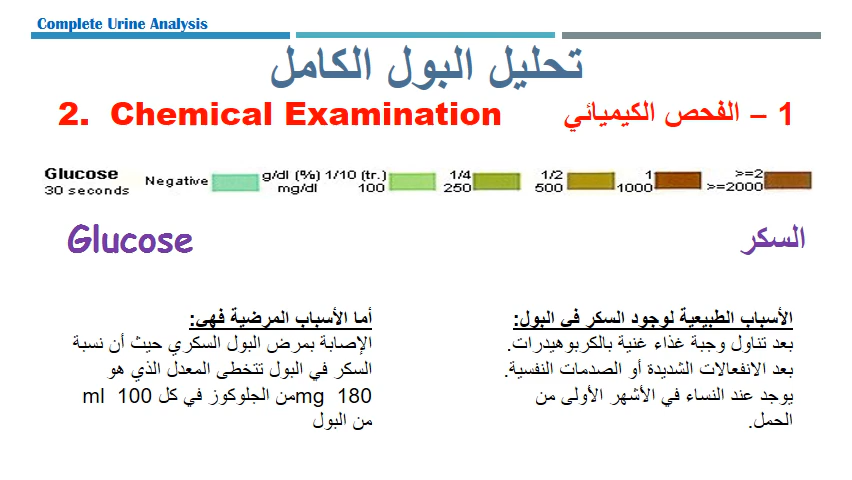 Complete Urine Analysis
تحليل البول الكامل
2. Chemical Examination
1 – الفحص الكيميائي
Glucose
30 seconds
Negative
g/dl (%) 1/10 (tr.) 1/4 1/2 1 >=2
mg/dl 100 250 500 1000 >=2000
Glucose
السكر
الأسباب الطبيعية لوجود السكر في البول:
بعد تناول وجبة غذاء غنية بالكربوهيدرات.
بعد الانفعالات الشديدة أو الصدمات النفسية.
يوجد عند النساء في الأشهر الأولى من
الحمل.
أما الأسباب المرضية فهي:
الإصابة بمرض البول السكري حيث أن نسبة
السكر في البول تتخطى المعدل الذي هو
180 mgمن الجلوكوز في كل 100 ml
من البول